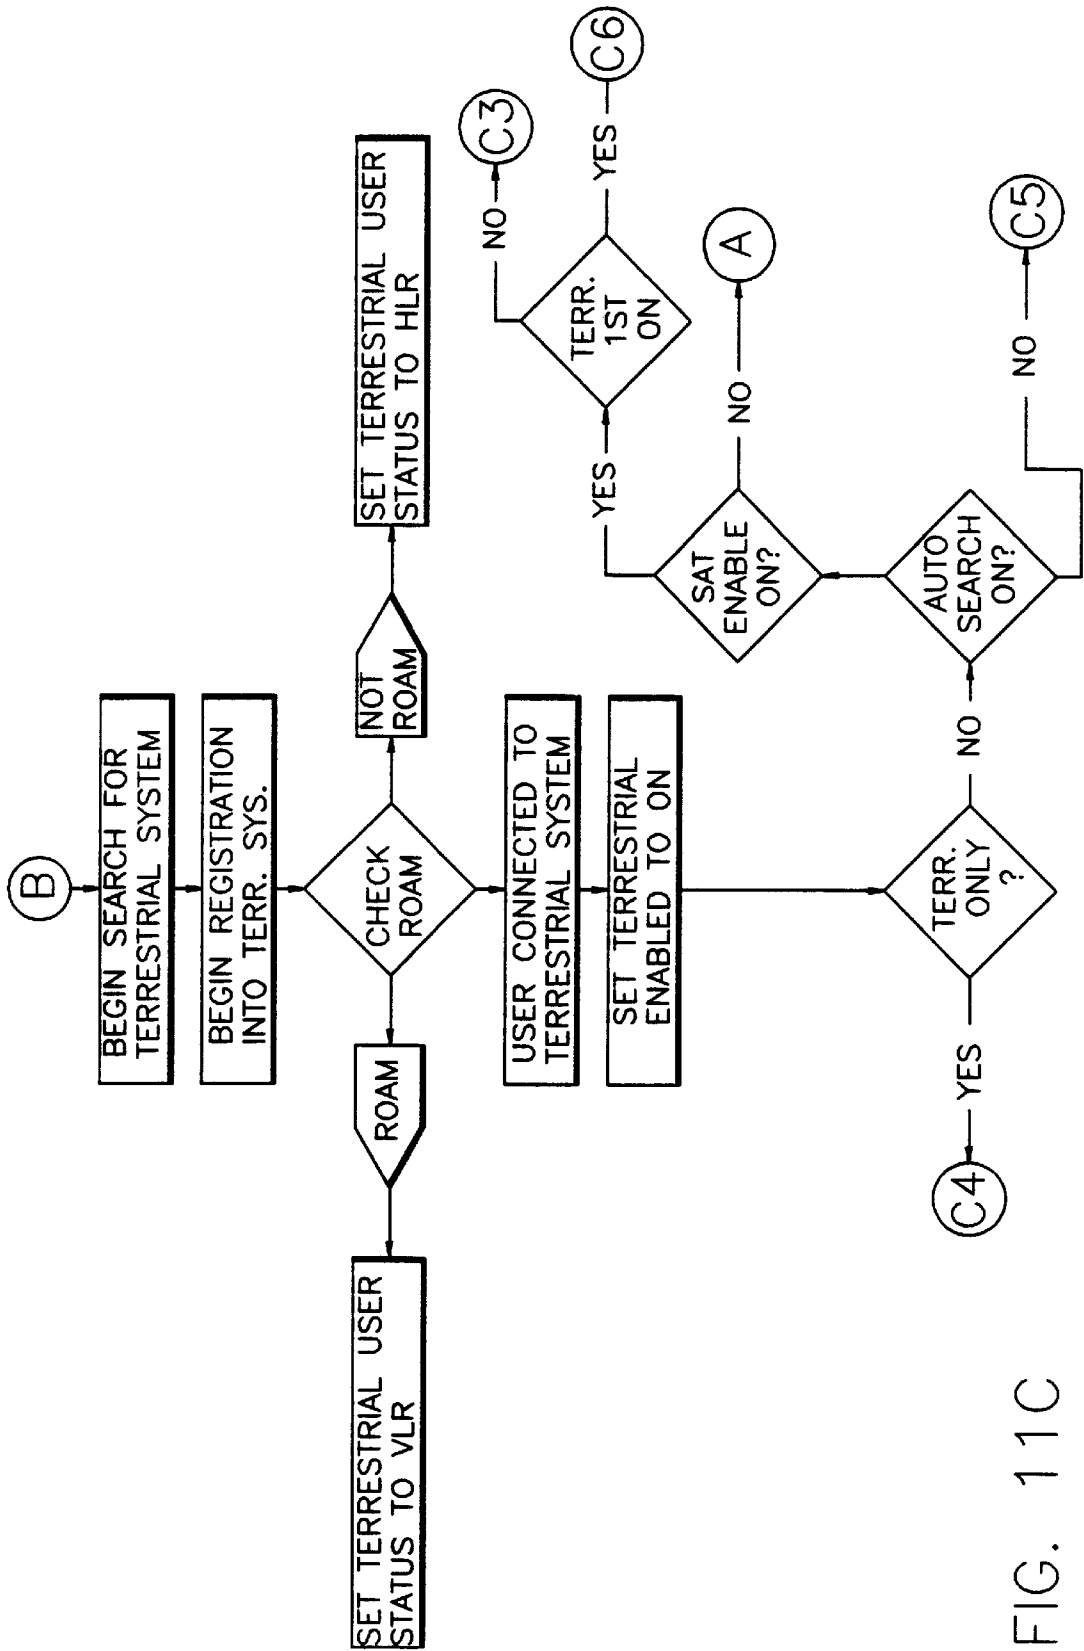 B
BEGIN SEARCH FOR
TERRESTRIAL SYSTEM
BEGIN REGISTRATION
INTO TERR. SYS.
CHECK
ROAM
ROAM
SET TERRESTRIAL USER
STATUS TO VLR
NOT
ROAM
SET TERRESTRIAL USER
STATUS TO HLR
USER CONNECTED TO
TERRESTRIAL SYSTEM
SET TERRESTRIAL
ENABLED TO ON
TERR.
ONLY
?
YES
C4
NO
AUTO
SEARCH
ON?
NO
C5
SAT
ENABLE
ON?
NO
A
YES
TERR.
1ST
ON
NO
C3
YES
C6
FIG. 11C